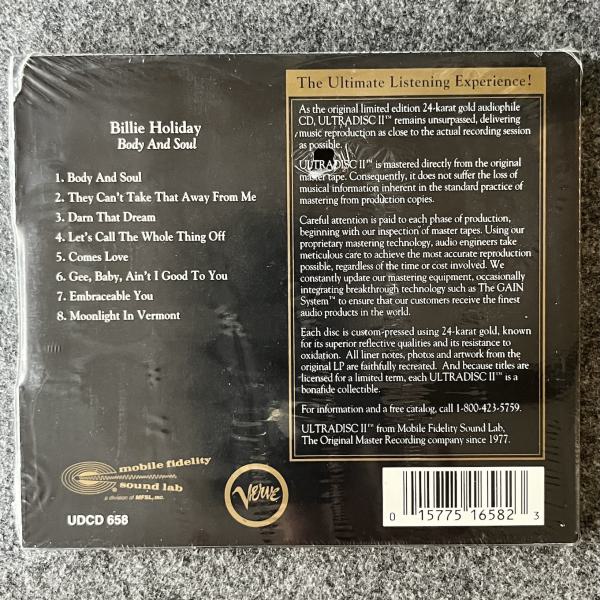 Billie Holiday
Body And Soul
1. Body And Soul
2. They Can't Take That Away From Me
3. Darn That Dream
4. Let's Call The Whole Thing Off
5. Comes Love
6. Gee, Baby, Ain't I Good To You
7. Embraceable You
8. Moonlight In Vermont
The Ultimate Listening Experience!
As the original limited edition 24-karat gold audiophile
CD, ULTRADISC II™ remains unsurpassed, delivering
music reproduction as close to the actual recording session
as possible.
ULTRADISC II™ is mastered directly from the original
master tape. Consequently, it does not suffer the loss of
musical information inherent in the standard practice of
mastering from production copies.
Careful attention is paid to each phase of production,
beginning with our inspection of master tapes. Using our
proprietary mastering technology, audio engineers take
meticulous care to achieve the most accurate reproduction
possible, regardless of the time or cost involved. We
constantly update our mastering equipment, occasionally
integrating breakthrough technology such as The GAIN
System™ to ensure that our customers receive the finest
audio products in the world.
Each disc is custom-pressed using 24-karat gold, known
for its superior reflective qualities and its resistance to
oxidation. All liner notes, photos and artwork from the
original LP are faithfully recreated. And because titles are
licensed for a limited term, each ULTRADISC II™ is a
bonafide collectible.
For information and a free catalog, call 1-800-423-5759.
ULTRADISC II™ from Mobile Fidelity Sound Lab,
The Original Master Recording company since 1977.
mobile fidelity
sound lab
a division of MFSL, INC.
UDCD 658
Verve
0 15775 16582 3